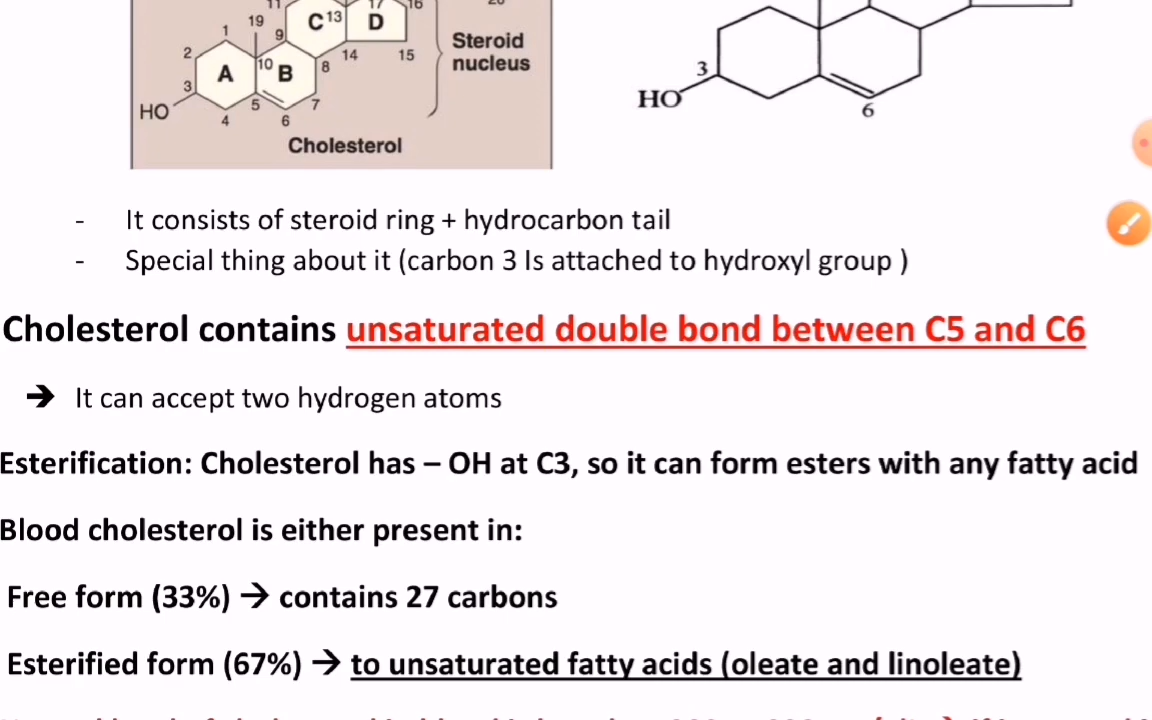 11
17
16
20
19
C
13
D
1
9
Steroid
nucleus
2
10
14
15
A
B
8
3
3
HO
5
7
HO
4
6
6
Cholesterol
- It consists of steroid ring + hydrocarbon tail
- Special thing about it (carbon 3 Is attached to hydroxyl group )
Cholesterol contains unsaturated double bond between C5 and C6
➔ It can accept two hydrogen atoms
Esterification: Cholesterol has – OH at C3, so it can form esters with any fatty acid
Blood cholesterol is either present in:
Free form (33%) → contains 27 carbons
Esterified form (67%) → to unsaturated fatty acids (oleate and linoleate)